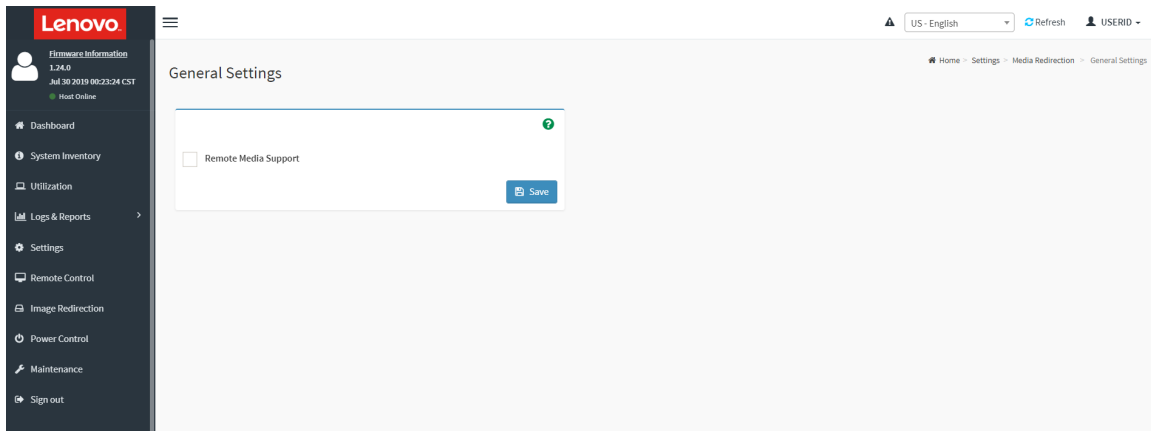 Lenovo.
US - English
Refresh
USERID
Firmware Information
1.24.0
Jul 30 2019 00:23:24 CST
Host Online
General Settings
Home > Settings > Media Redirection > General Settings
Dashboard
System Inventory
Utilization
Logs & Reports
Settings
Remote Control
Image Redirection
Power Control
Maintenance
Sign out
Remote Media Support
Save